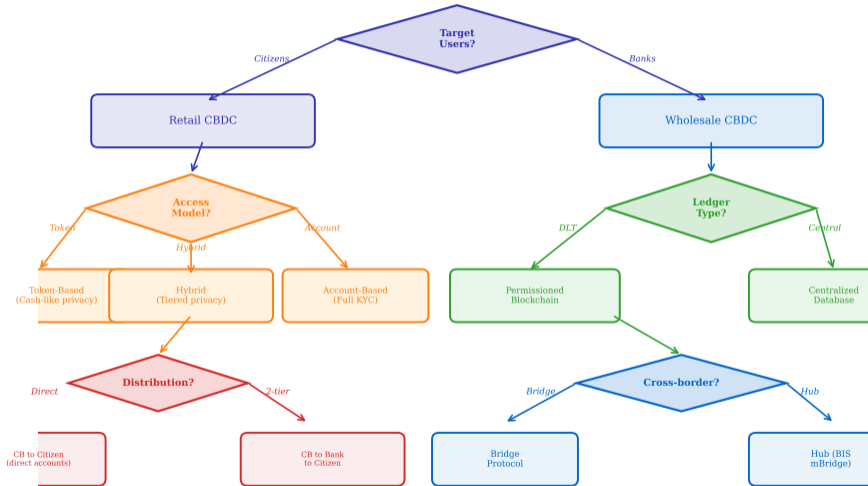 Target
Users?
Citizens
Banks
Retail CBDC
Wholesale CBDC
Access
Model?
Ledger
Type?
Token
Hybrid
Account
DLT
Central
Token-Based
(Cash-like privacy)
Hybrid
(Tiered privacy)
Account-Based
(Full KYC)
Permissioned
Blockchain
Centralized
Database
Distribution?
Cross-border?
Direct
2-tier
Bridge
Hub
CB to Citizen
(direct accounts)
CB to Bank
to Citizen
Bridge
Protocol
Hub (BIS
mBridge)